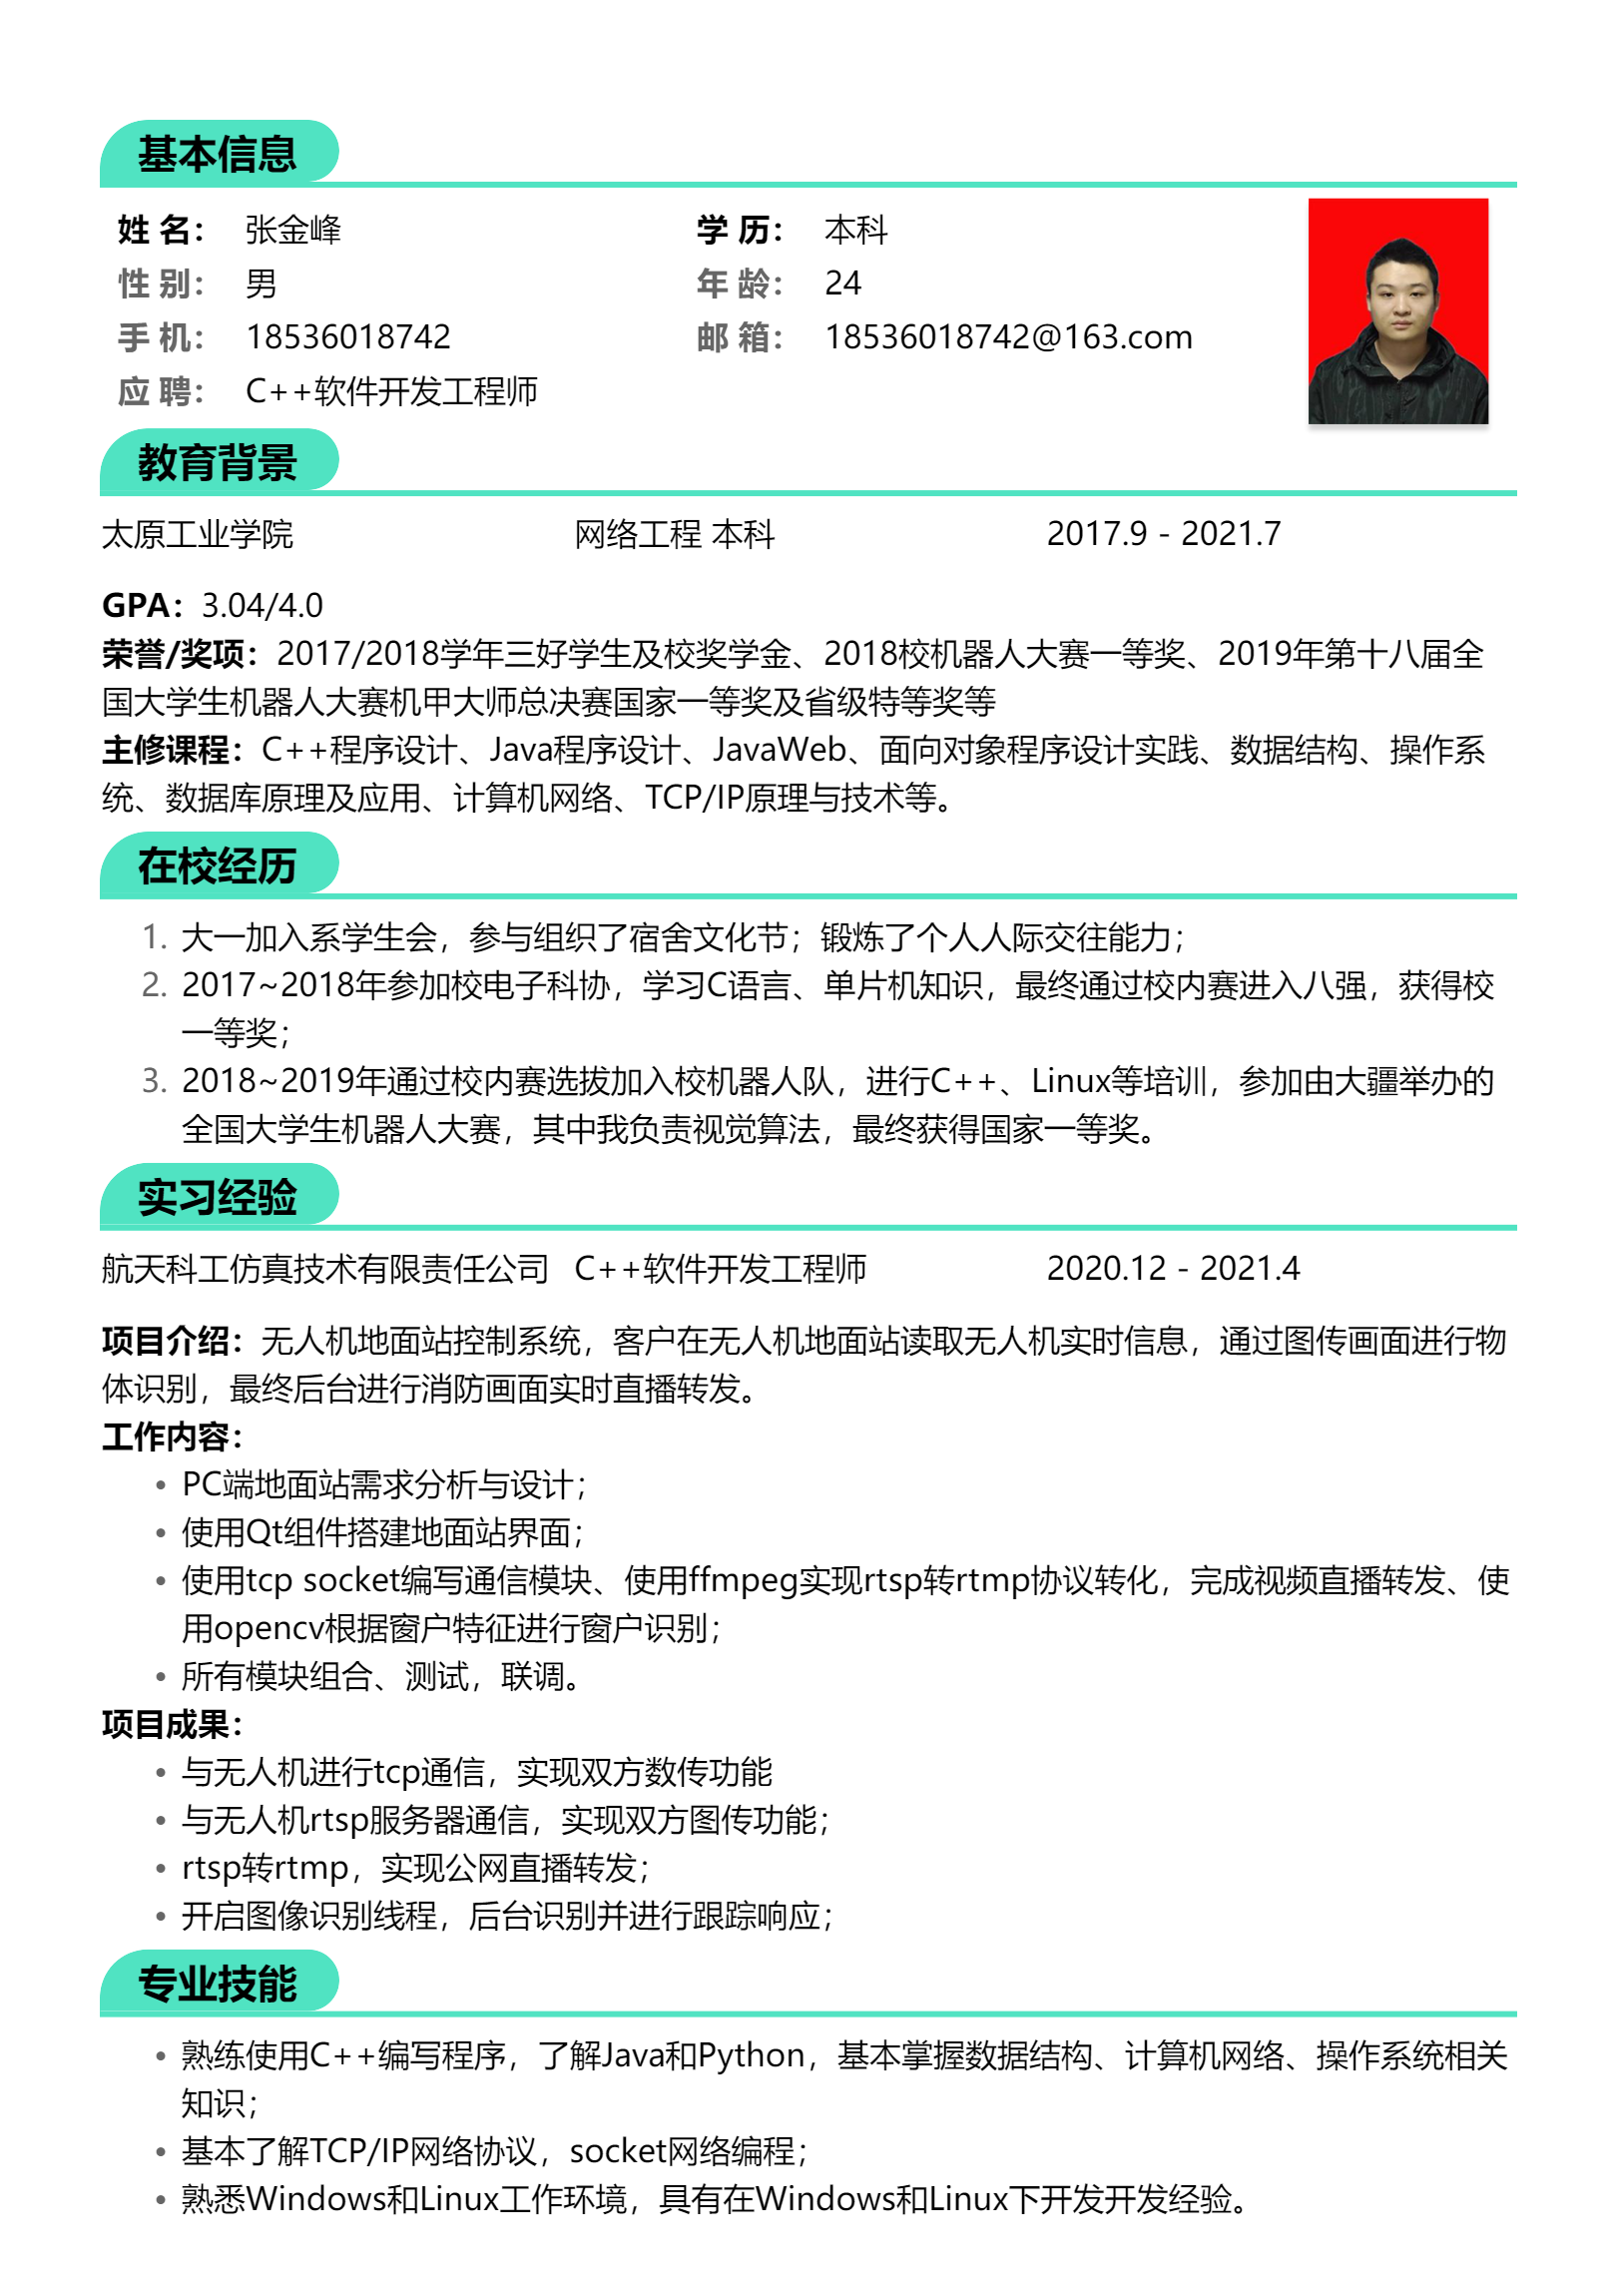 基本信息
姓 名： 张金峰 学 历： 本科
性 别： 男 年 龄： 24
手 机： 18536018742 邮 箱： 18536018742@163.com
应 聘： C++软件开发工程师
教育背景
太原工业学院 网络工程 本科 2017.9 - 2021.7
GPA：3.04/4.0
荣誉/奖项：2017/2018学年三好学生及校奖学金、2018校机器人大赛一等奖、2019年第十八届全
国大学生机器人大赛机甲大师总决赛国家一等奖及省级特等奖等
主修课程：C++程序设计、Java程序设计、JavaWeb、面向对象程序设计实践、数据结构、操作系
统、数据库原理及应用、计算机网络、TCP/IP原理与技术等。
在校经历
1. 大一加入系学生会，参与组织了宿舍文化节；锻炼了个人人际交往能力；
2. 2017~2018年参加校电子科协，学习C语言、单片机知识，最终通过校内赛进入八强，获得校
一等奖；
3. 2018~2019年通过校内赛选拔加入校机器人队，进行C++、Linux等培训，参加由大疆举办的
全国大学生机器人大赛，其中我负责视觉算法，最终获得国家一等奖。
实习经验
航天科工仿真技术有限责任公司 C++软件开发工程师 2020.12 - 2021.4
项目介绍：无人机地面站控制系统，客户在无人机地面站读取无人机实时信息，通过图传画面进行物
体识别，最终后台进行消防画面实时直播转发。
工作内容：
• PC端地面站需求分析与设计；
• 使用Qt组件搭建地面站界面；
• 使用tcp socket编写通信模块、使用ffmpeg实现rtsp转rtmp协议转化，完成视频直播转发、使
用opencv根据窗户特征进行窗户识别；
• 所有模块组合、测试，联调。
项目成果：
• 与无人机进行tcp通信，实现双方数传功能
• 与无人机rtsp服务器通信，实现双方图传功能；
• rtsp转rtmp，实现公网直播转发；
• 开启图像识别线程，后台识别并进行跟踪响应；
专业技能
• 熟练使用C++编写程序，了解Java和Python，基本掌握数据结构、计算机网络、操作系统相关
知识；
• 基本了解TCP/IP网络协议，socket网络编程；
• 熟悉Windows和Linux工作环境，具有在Windows和Linux下开发开发经验。